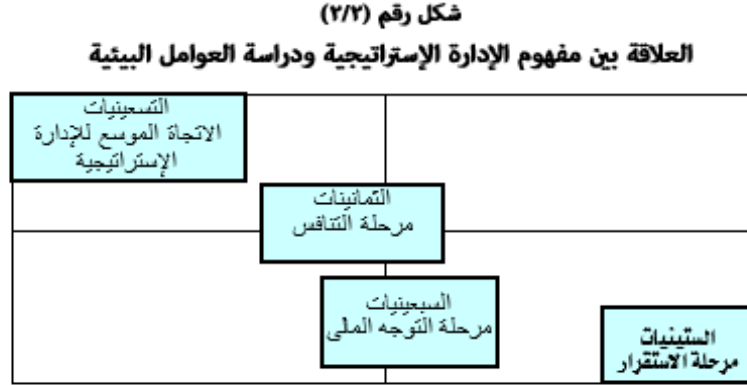 شكل رقم (٢/٢)
العلاقة بين مفهوم الإدارة الإستراتيجية ودراسة العوامل البيئية
التسعينيات
الاتجاة الموسع للإدارة
الإستراتيجية
الثمانينات
مرحلة التنافس
السبعينيات
مرحلة التوجه المالى
الستينيات
مرحلة الاستقرار